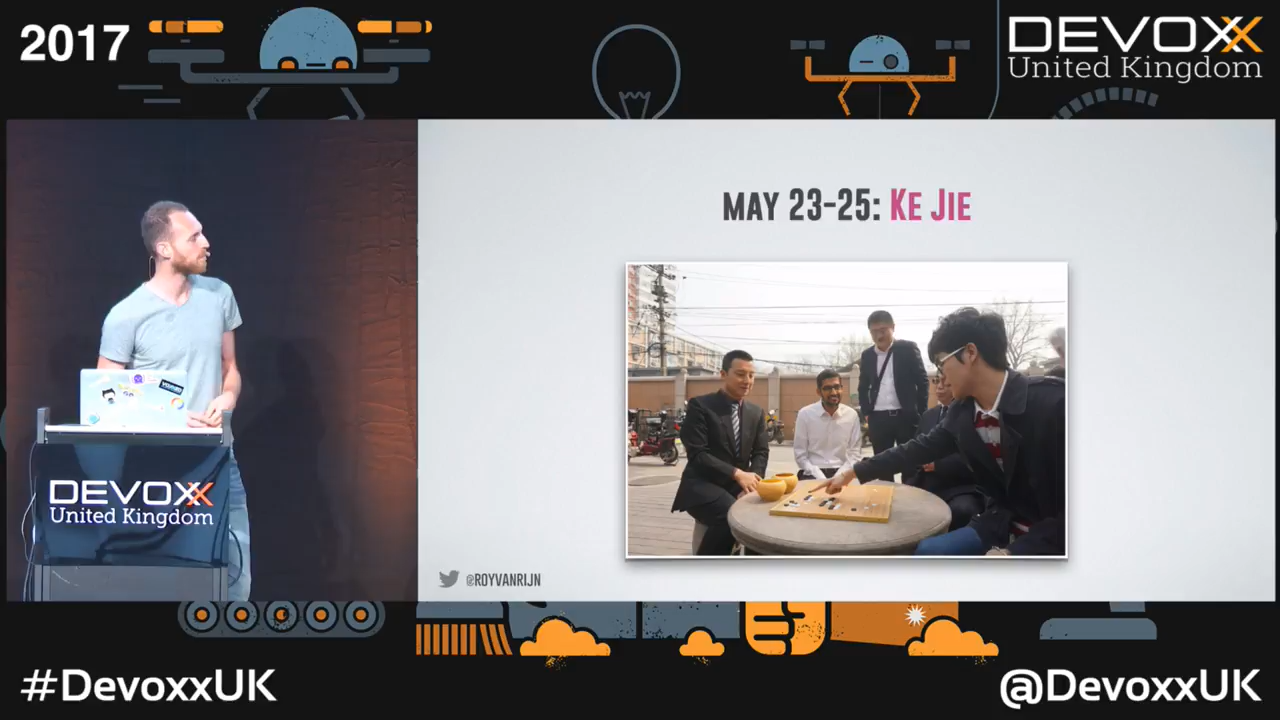 2017
DEVOXX
United Kingdom
MAY 23-25: KE JIE
DEVOXX
United Kingdom
@ROYVANRIJN
#DevoxxUK
@DevoxxUK